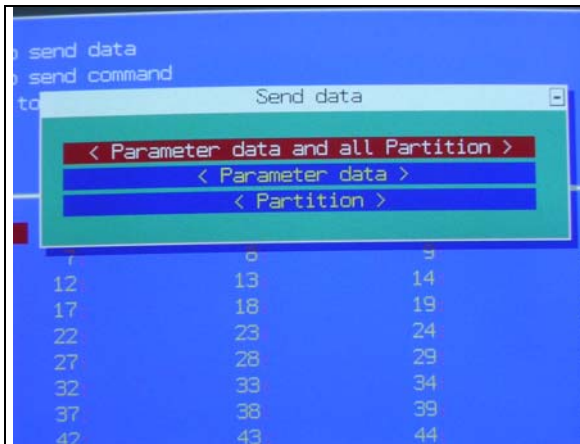 send data
send command
to
Send data
< Parameter data and all Partition >
< Parameter data >
< Partition >
7 8 9
12 13 14
17 18 19
22 23 24
27 28 29
32 33 34
37 38 39
42 43 44